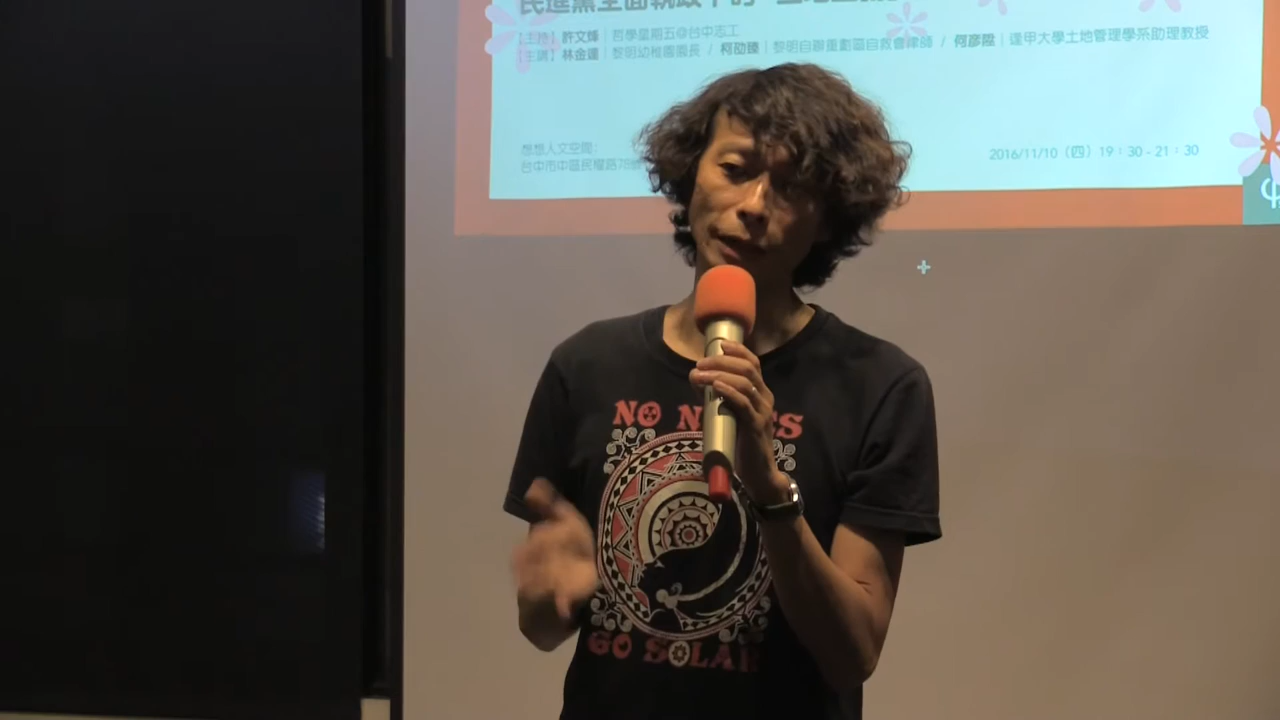 民進黨全面執政下的
【主持】許文烽｜哲學星期五@台中志工
【主講】林金連｜黎明幼稚園園長 / 柯劭臻｜黎明自辦重劃區自救會律師 / 何彥陞｜逢甲大學土地管理學系助理教授
想想人文空間：
台中市中區民權路78號
2016/11/10（四）19：30 - 21：30
NO
GO SOLAR